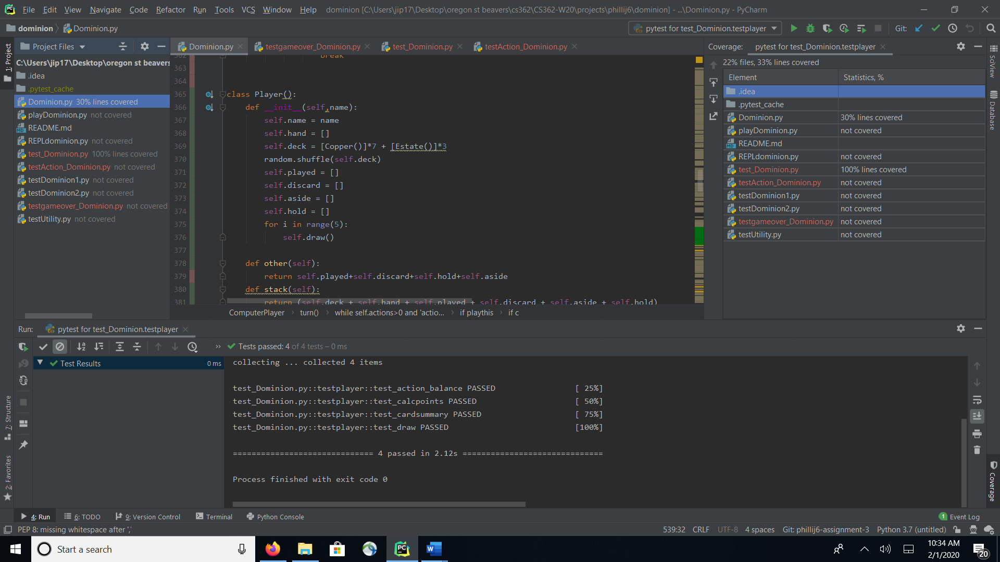 File Edit View Navigate Code Refactor Run Tools VCS Window Help dominion [C:\Users\jip17\Desktop\oregon st beavers\cs362\CS362-W20\projects\phillij6\dominion] - ...\Dominion.py - PyCharm
dominion Dominion.py pytest for test_Dominion.testplayer Git:
1: Project
Project Files
C:\Users\jip17\Desktop\oregon st beavers
.idea
.pytest_cache
Dominion.py 30% lines covered
playDominion.py not covered
README.md
REPLdominion.py not covered
test_Dominion.py 100% lines covered
testAction_Dominion.py not covered
testDominion1.py not covered
testDominion2.py not covered
testgameover_Dominion.py not covered
testUtility.py not covered
Dominion.py testgameover_Dominion.py test_Dominion.py testAction_Dominion.py
362 break
363
364
365 class Player():
366 def __init__(self,name):
367 self.name = name
368 self.hand = []
369 self.deck = [Copper()]*7 + [Estate()]*3
370 random.shuffle(self.deck)
371 self.played = []
372 self.discard = []
373 self.aside = []
374 self.hold = []
375 for i in range(5):
376 self.draw()
377
378 def other(self):
379 return self.played+self.discard+self.hold+self.aside
380 def stack(self):
381 return (self.deck + self.hand + self.played + self.discard + self.aside + self.hold)
ComputerPlayer turn() while self.actions>0 and 'actio... if playthis if c
Coverage: pytest for test_Dominion.testplayer
22% files, 33% lines covered
Element Statistics, %
.idea
.pytest_cache
Dominion.py 30% lines covered
playDominion.py not covered
README.md
REPLdominion.py not covered
test_Dominion.py 100% lines covered
testAction_Dominion.py not covered
testDominion1.py not covered
testDominion2.py not covered
testgameover_Dominion.py not covered
testUtility.py not covered
SciView
Database
Run: pytest for test_Dominion.testplayer
Tests passed: 4 of 4 tests – 0 ms
Test Results 0 ms
collecting ... collected 4 items
test_Dominion.py::testplayer::test_action_balance PASSED [ 25%]
test_Dominion.py::testplayer::test_calcpoints PASSED [ 50%]
test_Dominion.py::testplayer::test_cardsummary PASSED [ 75%]
test_Dominion.py::testplayer::test_draw PASSED [100%]
============================== 4 passed in 2.12s ==============================
Process finished with exit code 0
7: Structure
2: Favorites
Coverage
4: Run 6: TODO 9: Version Control Terminal Python Console 1 Event Log
PEP 8: missing whitespace after ',' 539:32 CRLF UTF-8 4 spaces Git: phillij6-assignment-3 Python 3.7 (untitled)
Start a search 10:34 AM
2/1/2020 20